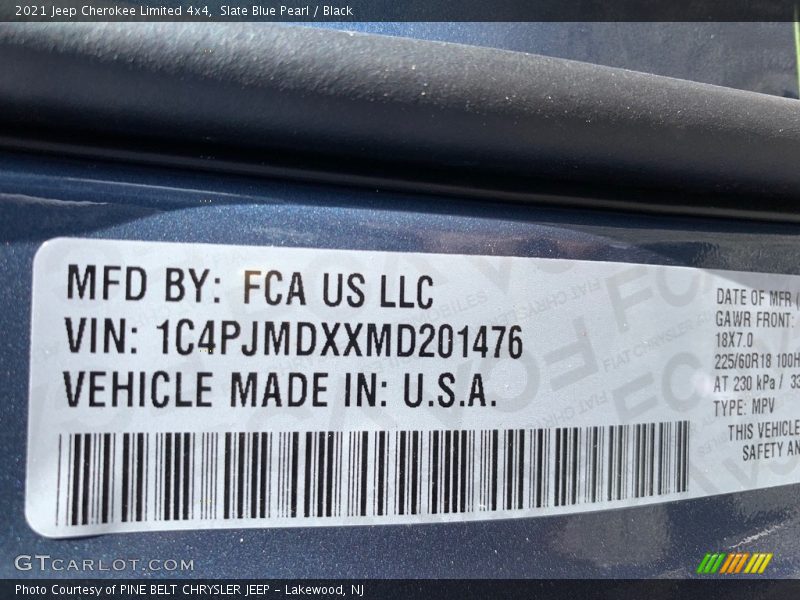 2021 Jeep Cherokee Limited 4x4, Slate Blue Pearl / Black
MFD BY: FCA US LLC
VIN: 1C4PJMDXXMD201476
VEHICLE MADE IN: U.S.A.
DATE OF MFR
GAWR FRONT:
18X7.0
225/60R18 100H
AT 230 kPa / 33
TYPE: MPV
THIS VEHICLE
SAFETY AN
GTCARLOT.COM
Photo Courtesy of PINE BELT CHRYSLER JEEP - Lakewood, NJ